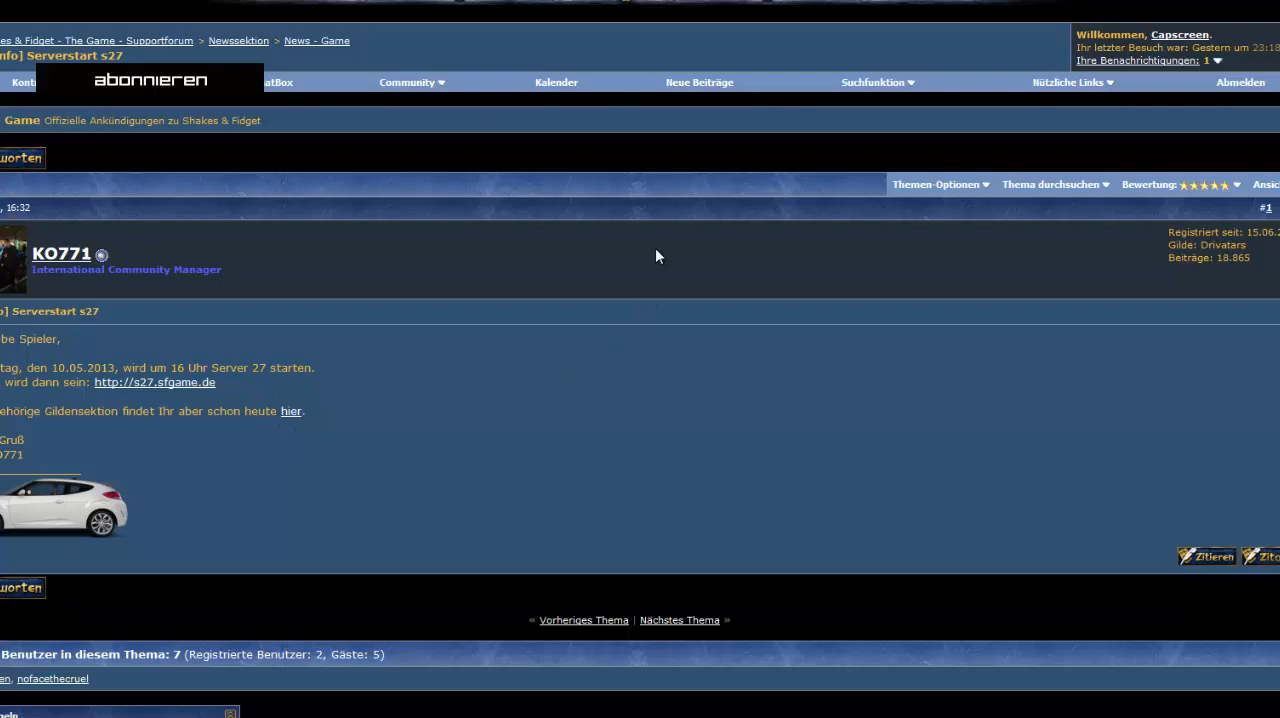 es & Fidget - The Game - Supportforum > Newssektion > News - Game
nfo] Serverstart s27
Willkommen, Capscreen.
Ihr letzter Besuch war: Gestern um 23:18
Ihre Benachrichtigungen: 1
Kont
abonnieren
atBox
Community
Kalender
Neue Beiträge
Suchfunktion
Nützliche Links
Abmelden
Game Offizielle Ankündigungen zu Shakes & Fidget
worten
Themen-Optionen
Thema durchsuchen
Bewertung:
Ansic
, 16:32
#1
KO771
International Community Manager
Registriert seit: 15.06.2
Gilde: Drivatars
Beiträge: 18.865
o] Serverstart s27
be Spieler,
tag, den 10.05.2013, wird um 16 Uhr Server 27 starten.
wird dann sein: http://s27.sfgame.de
ehörige Gildensektion findet Ihr aber schon heute hier.
Gruß
O771
Zitieren
Zita
worten
« Vorheriges Thema | Nächstes Thema »
Benutzer in diesem Thema: 7 (Registrierte Benutzer: 2, Gäste: 5)
en, nofacethecruel